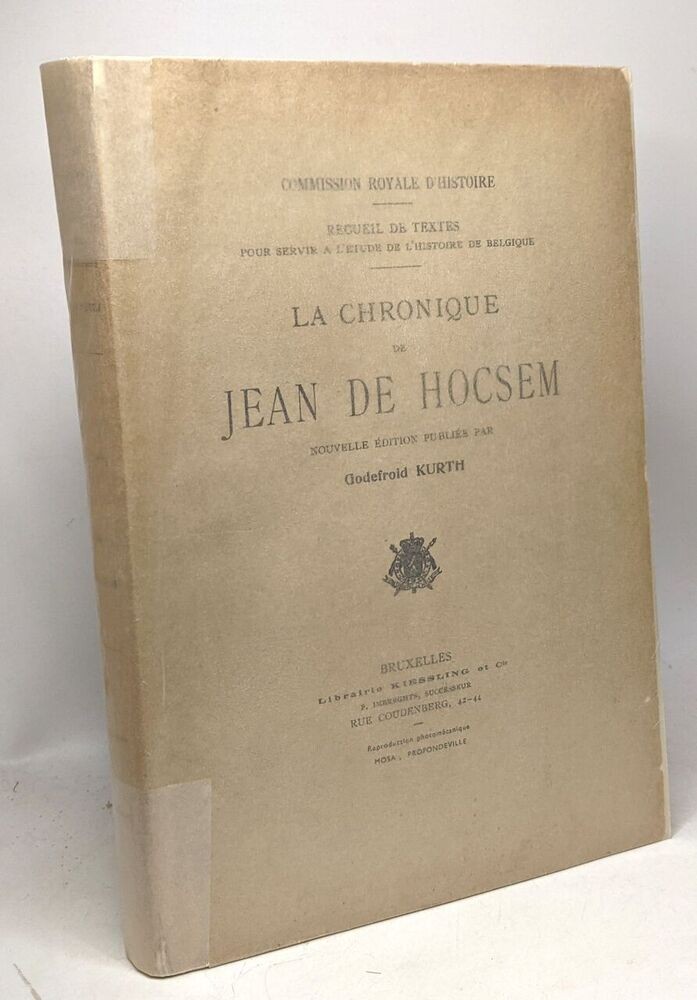 COMMISSION ROYALE D'HISTOIRE
RECUEIL DE TEXTES
POUR SERVIR A L'ÉTUDE DE L'HISTOIRE DE BELGIQUE
LA CHRONIQUE
DE
JEAN DE HOCSEM
NOUVELLE ÉDITION PUBLIÉE PAR
Godefroid KURTH
BRUXELLES
Librairie KIESSLING et Cie
P. IMBREGHTS, SUCCESSEUR
RUE COUDENBERG, 42-44
Reproduction photomécanique
MOSA, PROFONDEVILLE